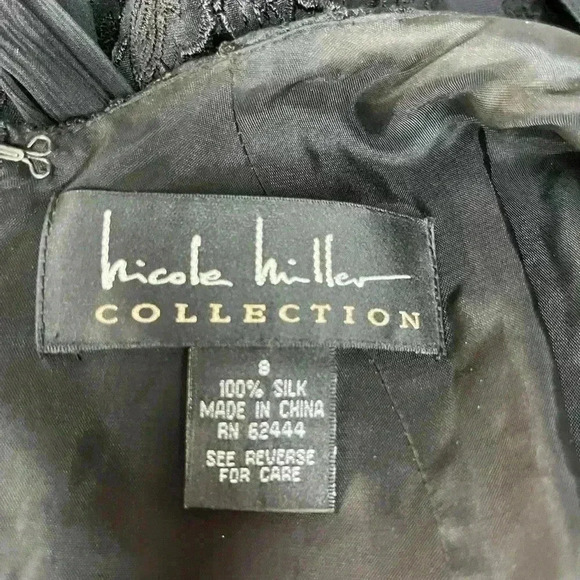 nicole miller
COLLECTION
8
100% SILK
MADE IN CHINA
RN 62444
SEE REVERSE
FOR CARE